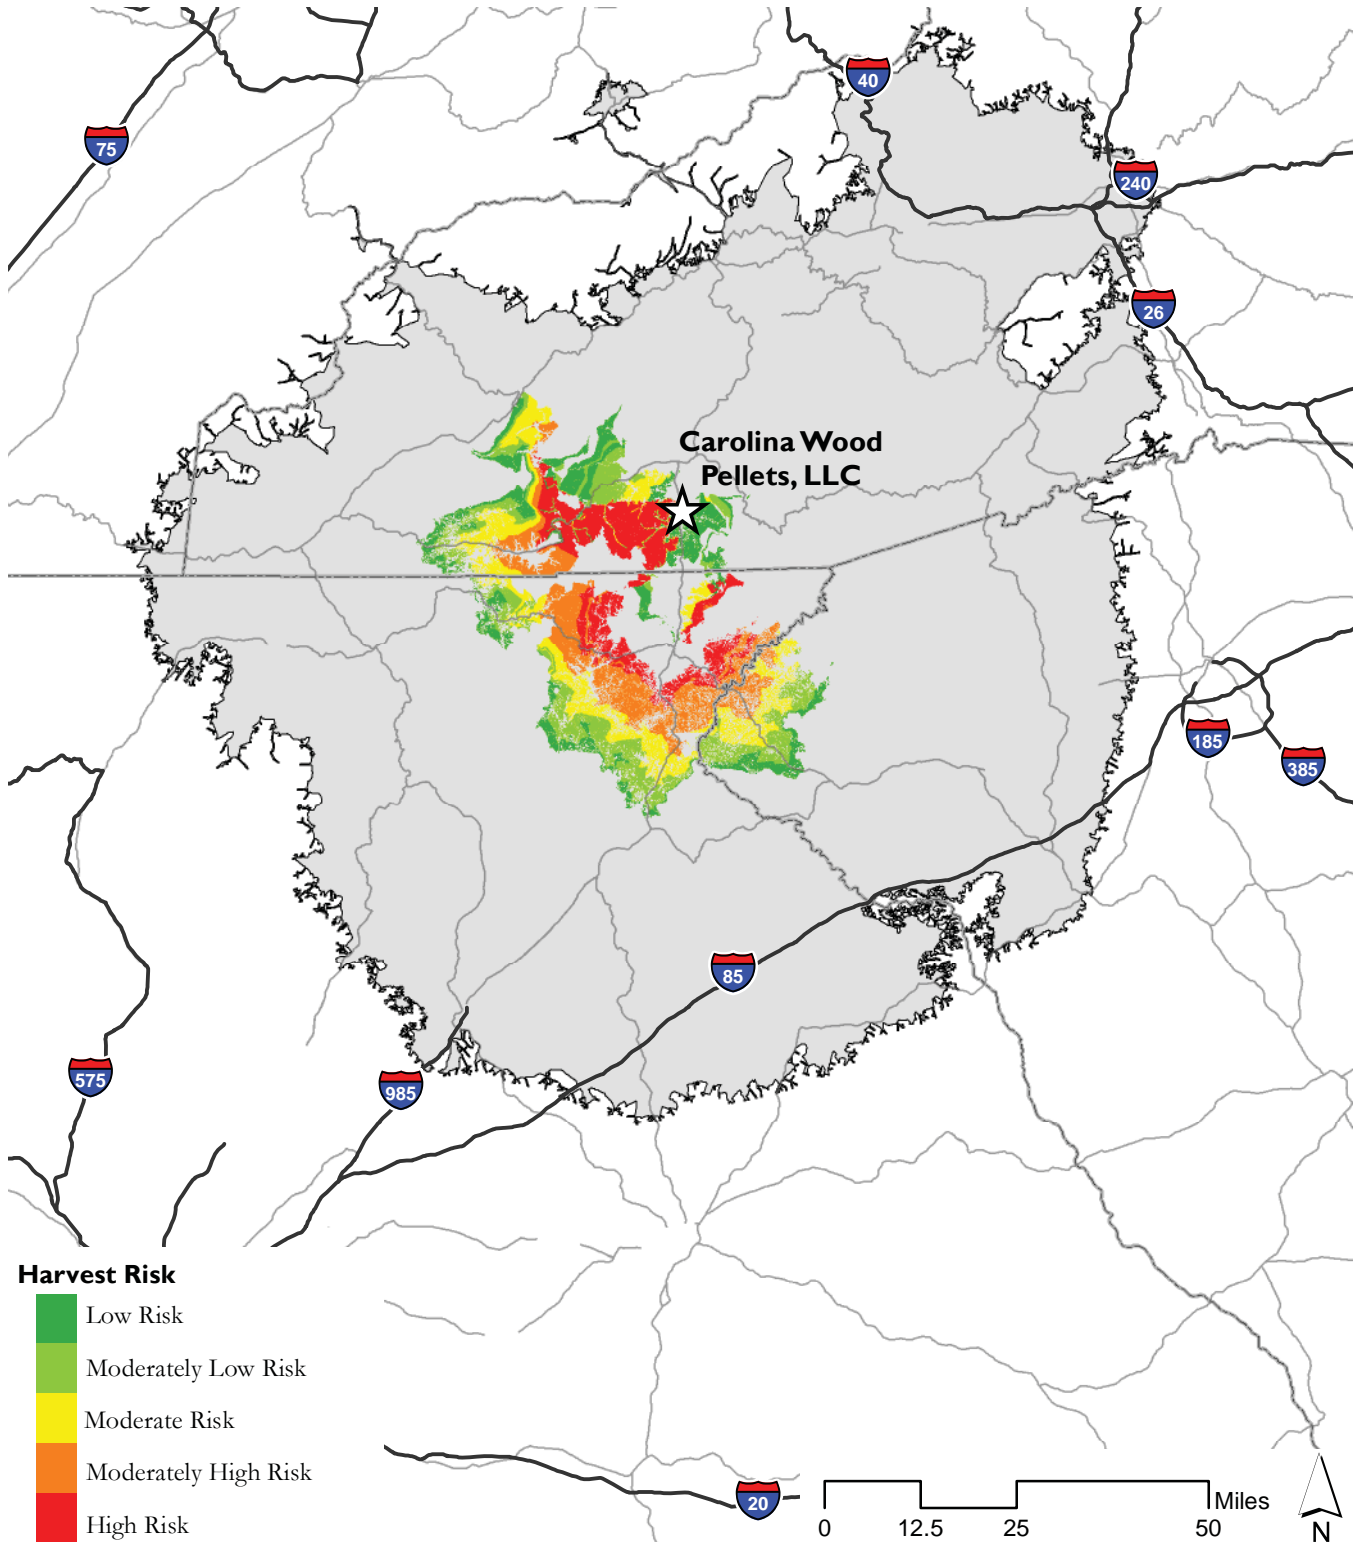 40
75
240
26
Carolina Wood
Pellets, LLC
185
385
85
575
985
Harvest Risk
Low Risk
Moderately Low Risk
Moderate Risk
Moderately High Risk
High Risk
20
Miles
0 12.5 25 50
N